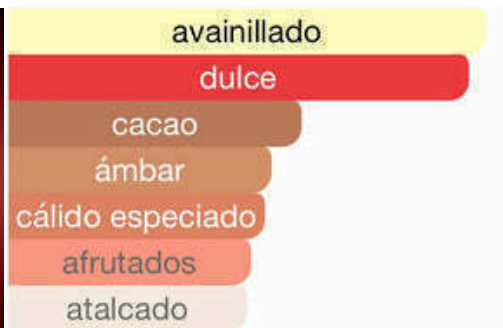 avainillado
dulce
cacao
ámbar
cálido especiado
afrutados
atalcado